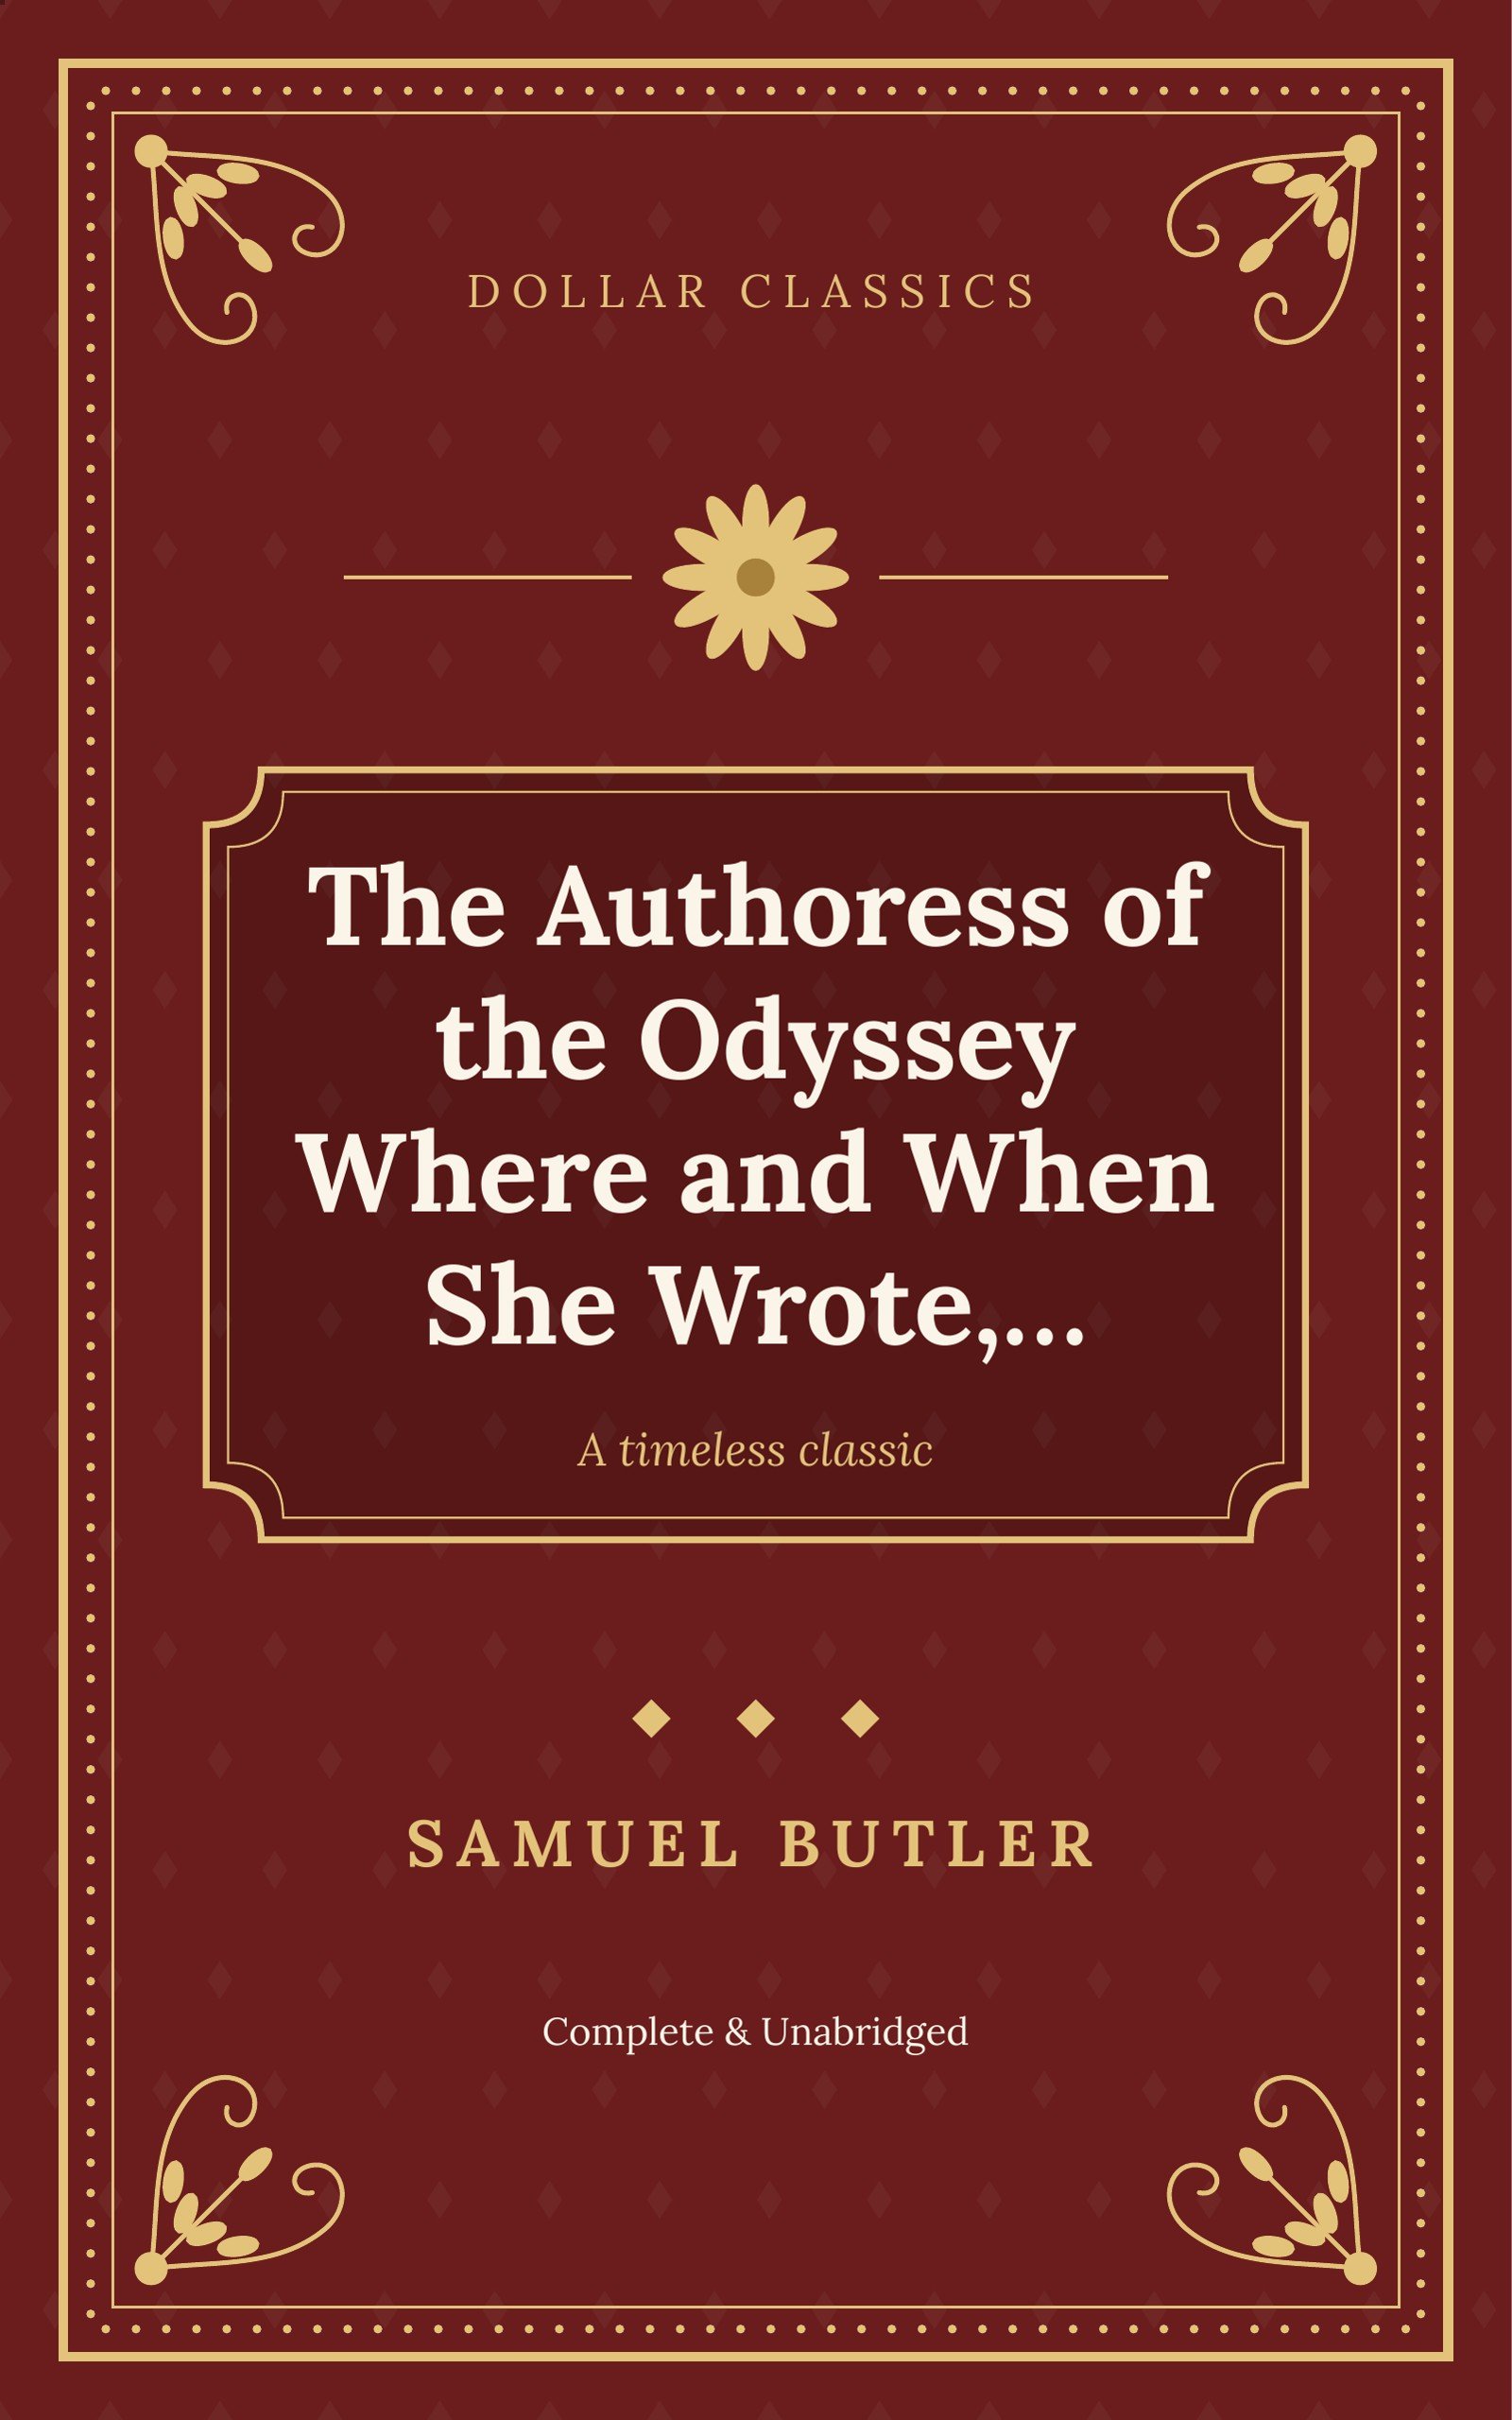 DOLLAR CLASSICS
The Authoress of
the Odyssey
Where and When
She Wrote,...
A timeless classic
SAMUEL BUTLER
Complete & Unabridged